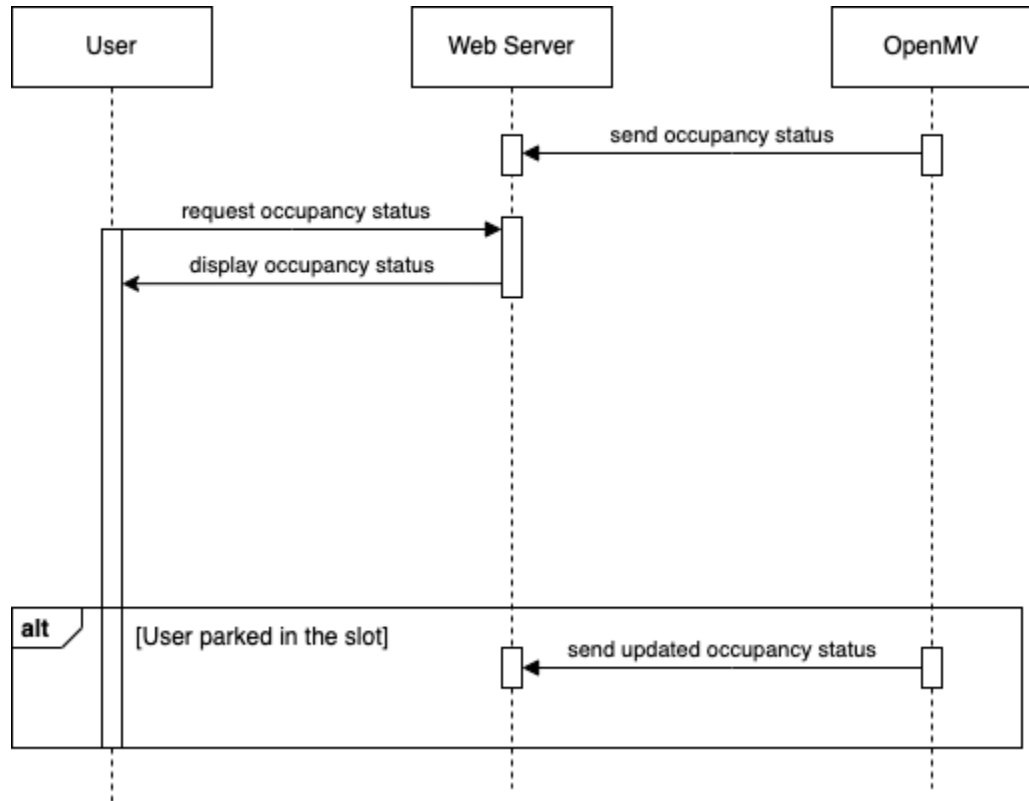 User
Web Server
OpenMV
send occupancy status
request occupancy status
display occupancy status
alt
[User parked in the slot]
send updated occupancy status